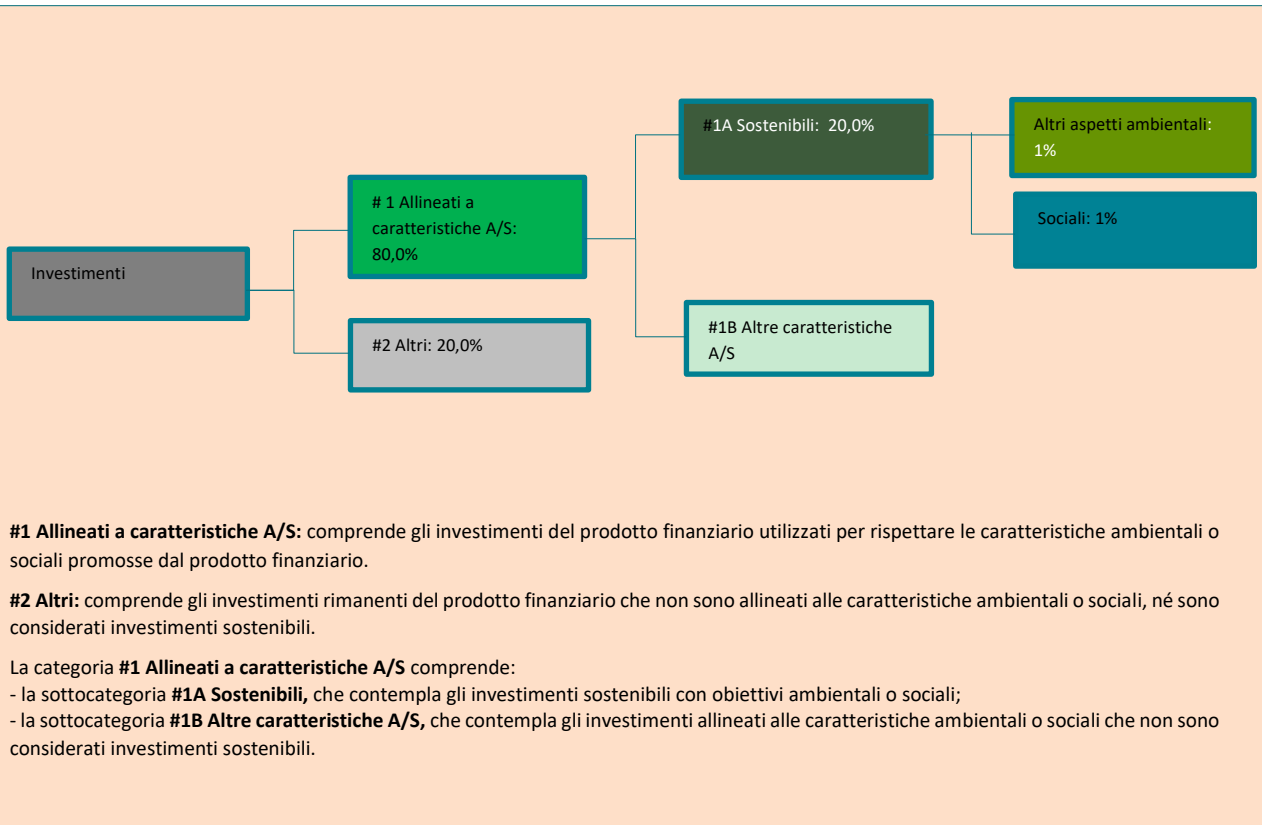 #1A Sostenibili: 20,0%
Altri aspetti ambientali:
1%
# 1 Allineati a
caratteristiche A/S:
80,0%
Sociali: 1%
Investimenti
#2 Altri: 20,0%
#1B Altre caratteristiche
A/S
#1 Allineati a caratteristiche A/S: comprende gli investimenti del prodotto finanziario utilizzati per rispettare le caratteristiche ambientali o
sociali promosse dal prodotto finanziario.
#2 Altri: comprende gli investimenti rimanenti del prodotto finanziario che non sono allineati alle caratteristiche ambientali o sociali, né sono
considerati investimenti sostenibili.
La categoria #1 Allineati a caratteristiche A/S comprende:
- la sottocategoria #1A Sostenibili, che contempla gli investimenti sostenibili con obiettivi ambientali o sociali;
- la sottocategoria #1B Altre caratteristiche A/S, che contempla gli investimenti allineati alle caratteristiche ambientali o sociali che non sono
considerati investimenti sostenibili.